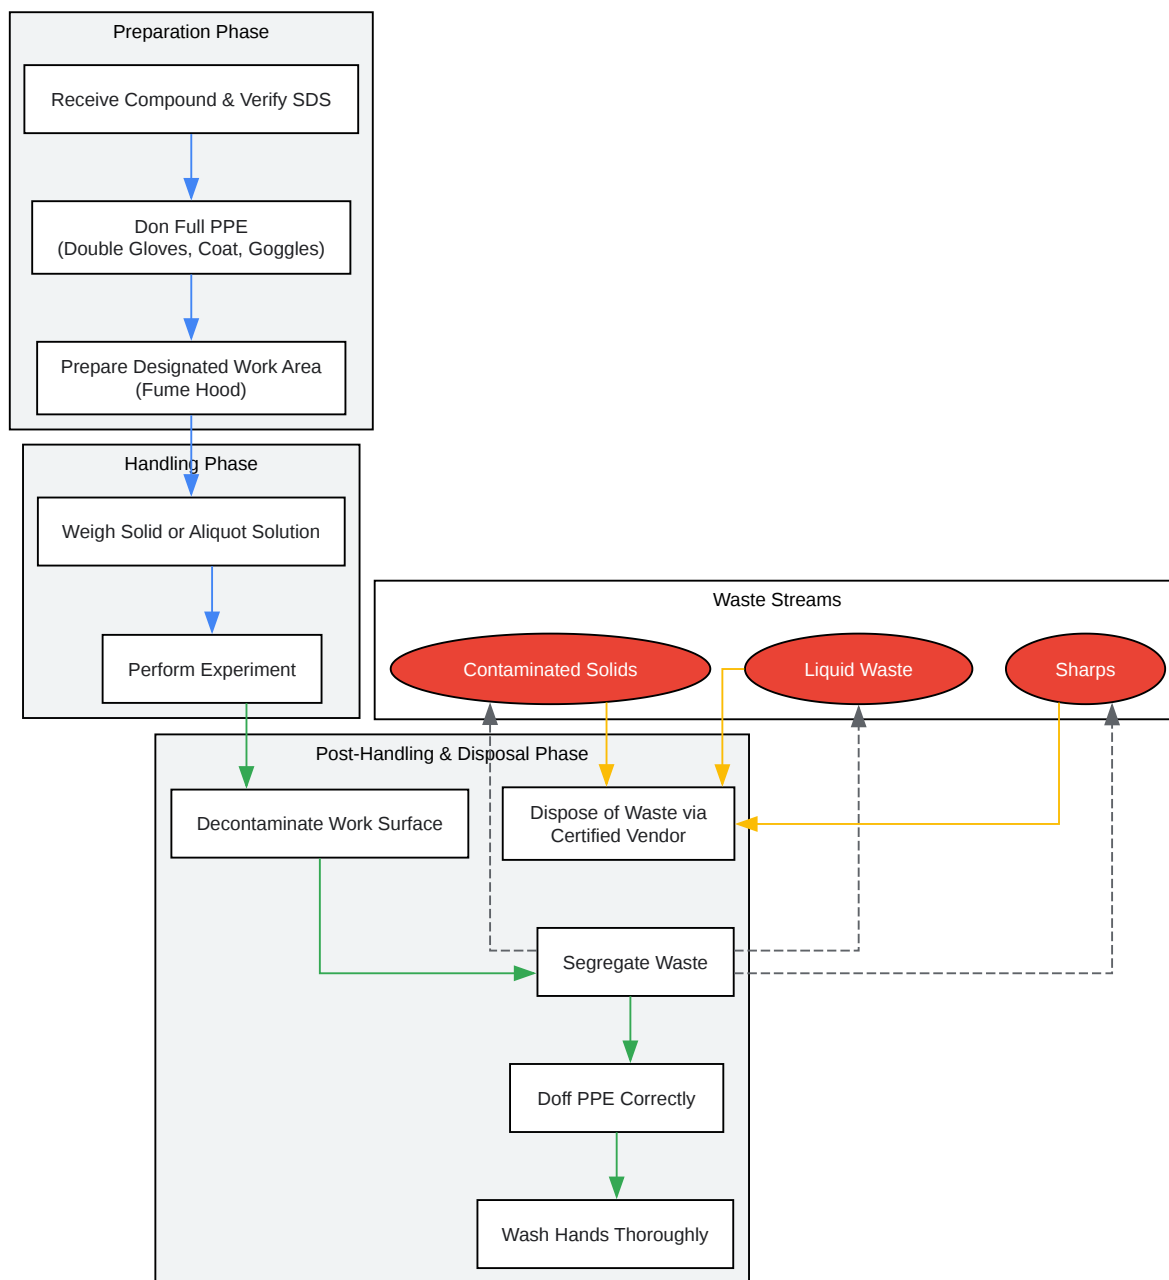 Preparation Phase
Receive Compound & Verify SDS
Don Full PPE
(Double Gloves, Coat, Goggles)
Prepare Designated Work Area
(Fume Hood)
Handling Phase
Weigh Solid or Aliquot Solution
Perform Experiment
Waste Streams
Contaminated Solids
Liquid Waste
Sharps
Post-Handling & Disposal Phase
Decontaminate Work Surface
Dispose of Waste via
Certified Vendor
Segregate Waste
Doff PPE Correctly
Wash Hands Thoroughly